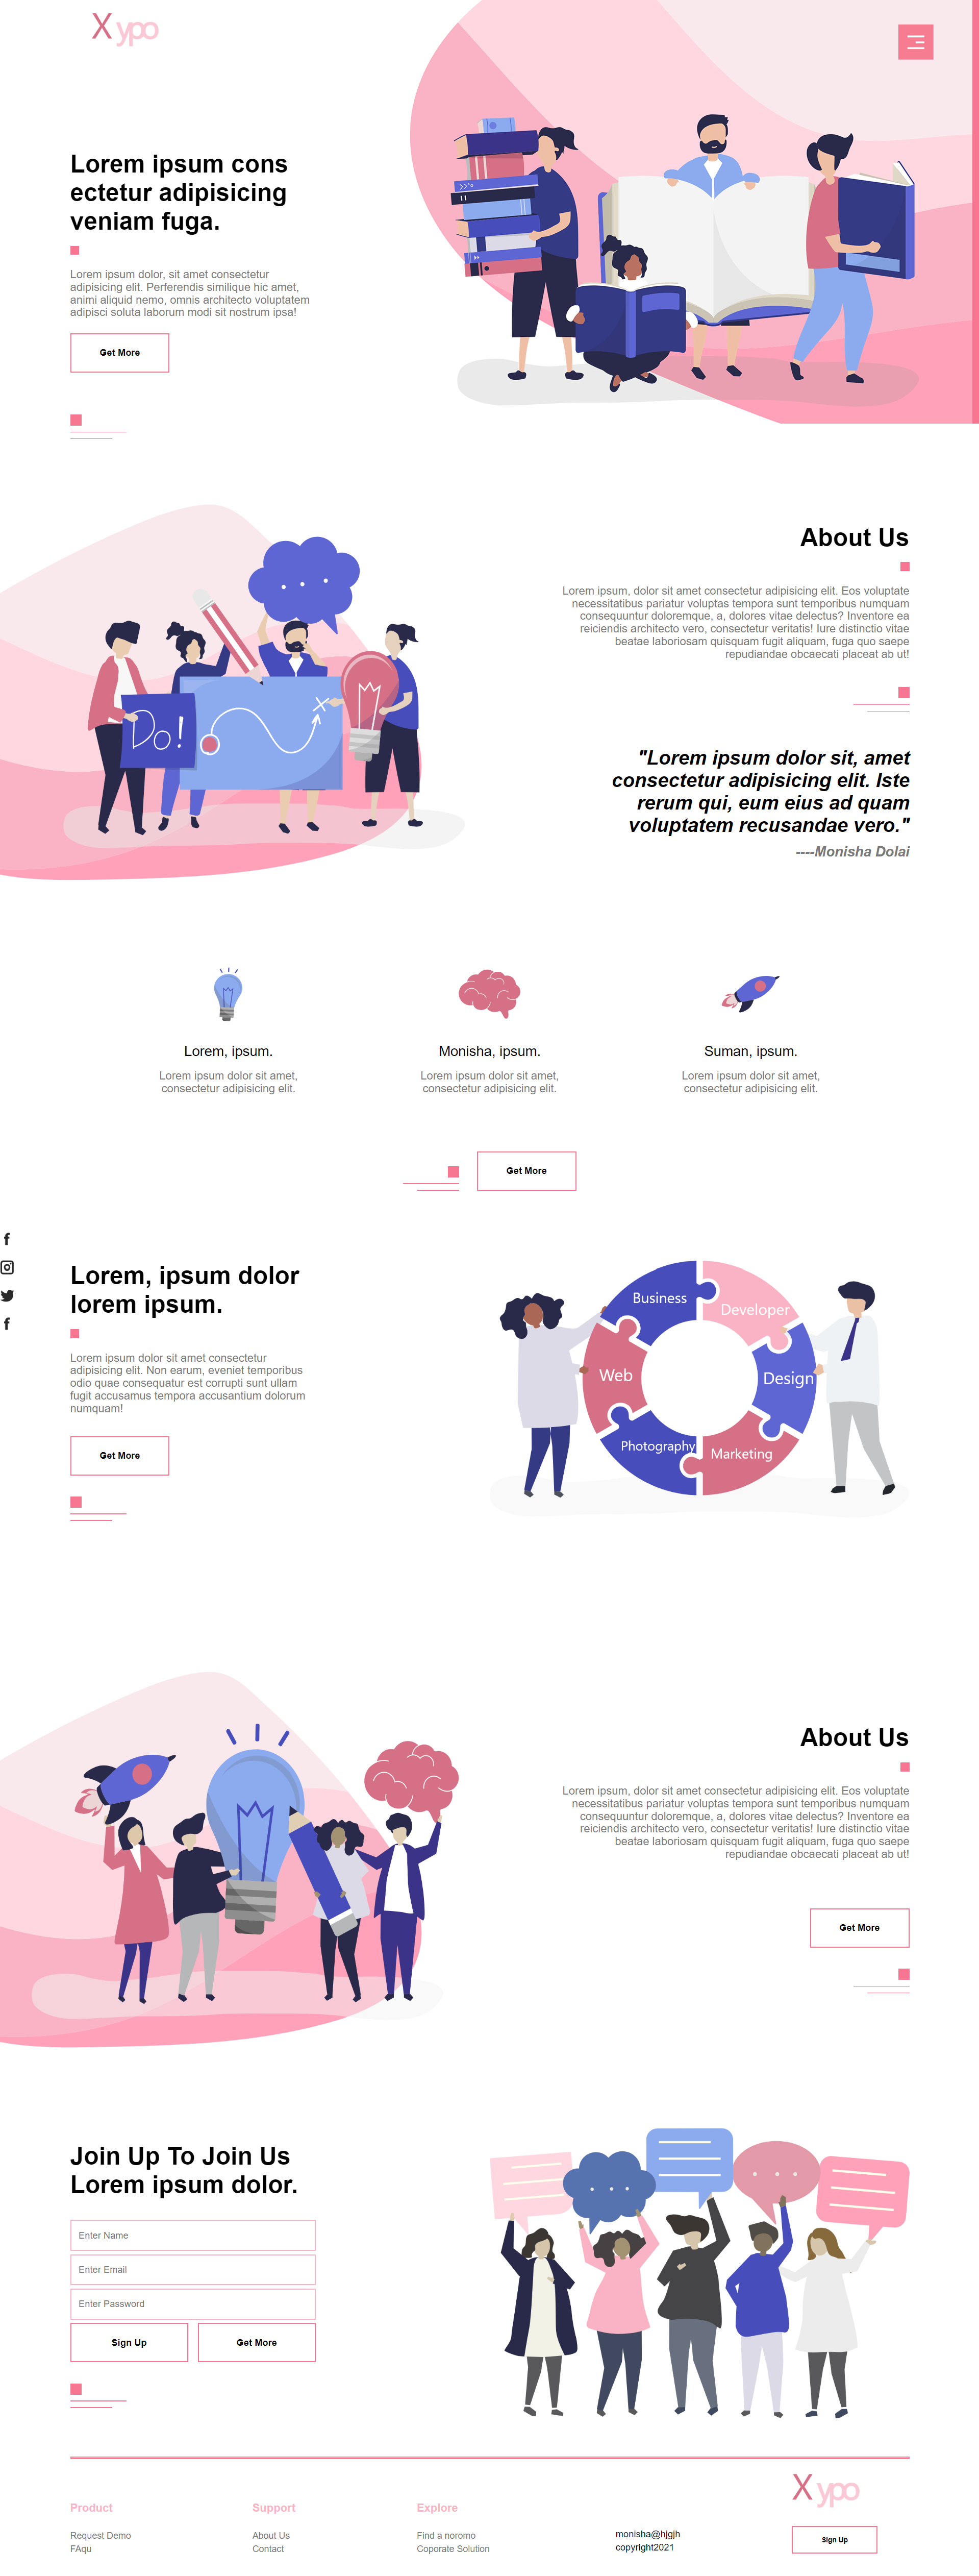 X ypo
Lorem ipsum cons
ectetur adipisicing
veniam fuga.
Lorem ipsum dolor, sit amet consectetur
adipisicing elit. Perferendis similique hic amet,
animi aliquid nemo, omnis architecto voluptatem
adipisci soluta laborum modi sit nostrum ipsa!
Get More
Do!
About Us
Lorem ipsum, dolor sit amet consectetur adipisicing elit. Eos voluptate
necessitatibus pariatur voluptas tempora sunt temporibus numquam
consequuntur doloremque, a, dolores vitae delectus? Inventore ea
reiciendis architecto vero, consectetur veritatis! Iure distinctio vitae
beatae laboriosam quisquam fugit aliquam, fuga quo saepe
repudiandae obcaecati placeat ab ut!
"Lorem ipsum dolor sit, amet
consectetur adipisicing elit. Iste
rerum qui, eum eius ad quam
voluptatem recusandae vero."
----Monisha Dolai
Lorem, ipsum.
Lorem ipsum dolor sit amet,
consectetur adipisicing elit.
Monisha, ipsum.
Lorem ipsum dolor sit amet,
consectetur adipisicing elit.
Suman, ipsum.
Lorem ipsum dolor sit amet,
consectetur adipisicing elit.
Get More
Lorem, ipsum dolor
lorem ipsum.
Lorem ipsum dolor sit amet consectetur
adipisicing elit. Non earum, eveniet temporibus
odio quae consequatur est corrupti sunt ullam
fugit accusamus tempora accusantium dolorum
numquam!
Get More
Business
Developer
Web
Design
Photography
Marketing
About Us
Lorem ipsum, dolor sit amet consectetur adipisicing elit. Eos voluptate
necessitatibus pariatur voluptas tempora sunt temporibus numquam
consequuntur doloremque, a, dolores vitae delectus? Inventore ea
reiciendis architecto vero, consectetur veritatis! Iure distinctio vitae
beatae laboriosam quisquam fugit aliquam, fuga quo saepe
repudiandae obcaecati placeat ab ut!
Get More
Join Up To Join Us
Lorem ipsum dolor.
Enter Name
Enter Email
Enter Password
Sign Up
Get More
Product
Request Demo
FAqu
Support
About Us
Contact
Explore
Find a noromo
Coporate Solution
monisha@hjgjh
copyright2021
X ypo
Sign Up